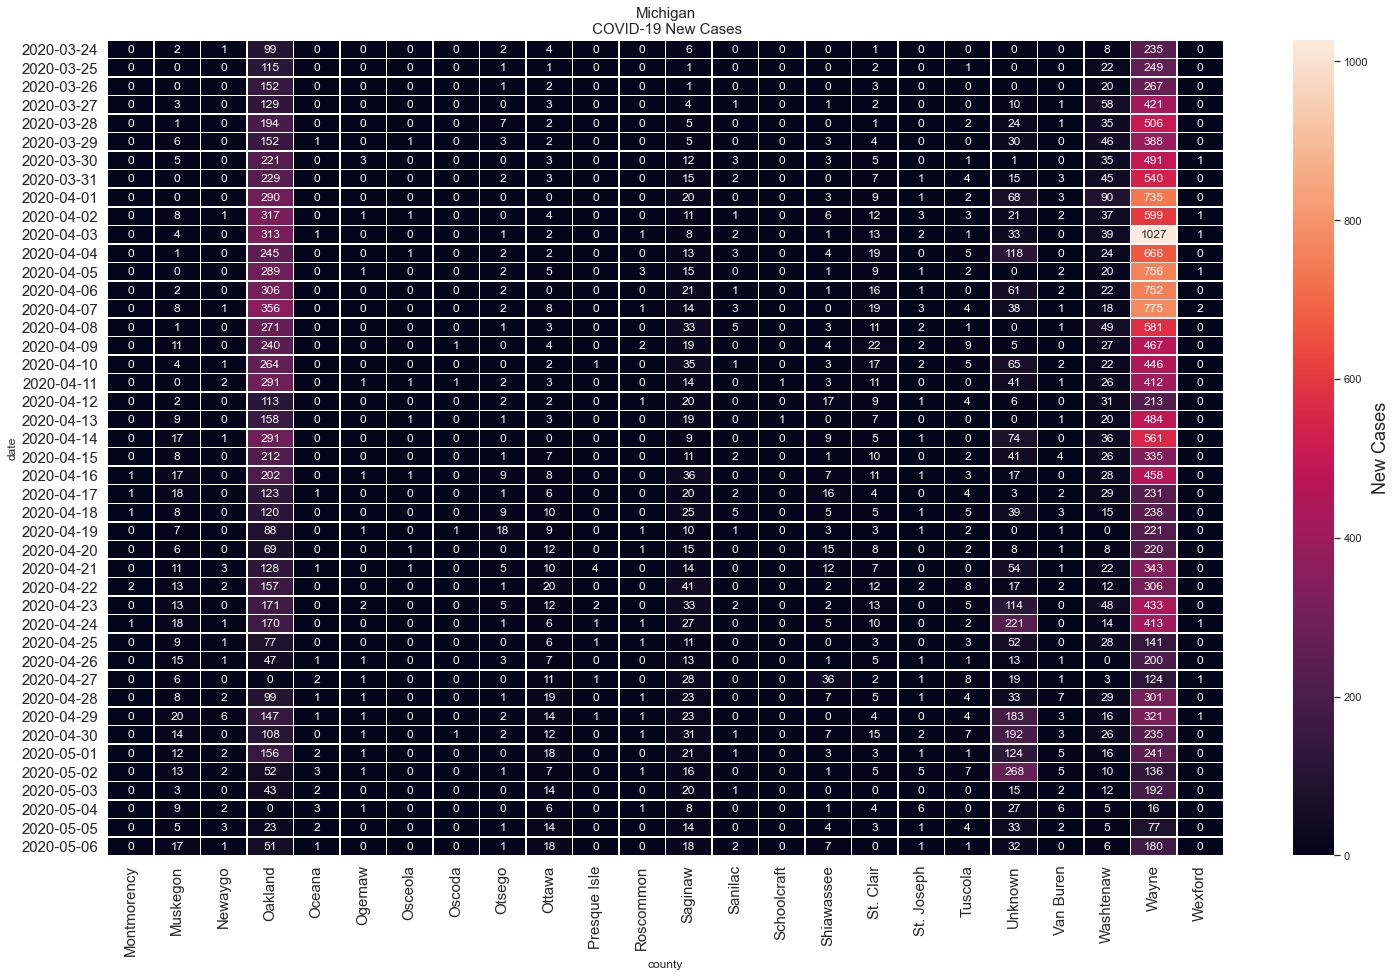 Michigan
COVID-19 New Cases
2020-03-24 0 2 1 99 0 0 0 0 2 4 0 0 6 0 0 0 1 0 0 0 0 8 235 0
2020-03-25 0 0 0 115 0 0 0 0 1 1 0 0 1 0 0 0 2 0 1 0 0 22 249 0
2020-03-26 0 0 0 152 0 0 0 0 1 2 0 0 1 0 0 0 3 0 0 0 0 20 267 0
2020-03-27 0 3 0 129 0 0 0 0 0 3 0 0 4 1 0 1 2 0 0 10 1 58 421 0
2020-03-28 0 1 0 194 0 0 0 0 7 2 0 0 5 0 0 0 1 0 2 24 1 35 506 0
2020-03-29 0 6 0 152 1 0 1 0 3 2 0 0 5 0 0 3 4 0 0 30 0 46 388 0
2020-03-30 0 5 0 221 0 3 0 0 0 3 0 0 12 3 0 3 5 0 1 1 0 35 491 1
2020-03-31 0 0 0 229 0 0 0 0 2 3 0 0 15 2 0 0 7 1 4 15 3 45 540 0
2020-04-01 0 0 0 290 0 0 0 0 0 0 0 0 20 0 0 3 9 1 2 68 3 90 735 0
2020-04-02 0 8 1 317 0 1 1 0 0 4 0 0 11 1 0 6 12 3 3 21 2 37 599 1
2020-04-03 0 4 0 313 1 0 0 0 1 2 0 1 8 2 0 1 13 2 1 33 0 39 1027 1
2020-04-04 0 1 0 245 0 0 1 0 2 2 0 0 13 3 0 4 19 0 5 118 0 24 666 0
2020-04-05 0 0 0 289 0 1 0 0 2 5 0 3 15 0 0 1 9 1 2 0 2 20 756 1
2020-04-06 0 2 0 306 0 0 0 0 2 0 0 0 21 1 0 1 16 1 0 61 2 22 752 0
2020-04-07 0 8 1 356 0 0 0 0 2 8 0 1 14 3 0 0 19 3 4 38 1 18 775 2
2020-04-08 0 1 0 271 0 0 0 0 1 3 0 0 33 5 0 3 11 2 1 0 1 49 581 0
2020-04-09 0 11 0 240 0 0 0 1 0 4 0 2 19 0 0 4 22 2 9 5 0 27 467 0
2020-04-10 0 4 1 264 0 0 0 0 0 2 1 0 35 1 0 3 17 2 5 65 2 22 446 0
2020-04-11 0 0 2 291 0 1 1 1 2 3 0 0 14 0 1 3 11 0 0 41 1 26 412 0
2020-04-12 0 2 0 113 0 0 0 0 2 2 0 1 20 0 0 17 9 1 4 6 0 31 213 0
2020-04-13 0 9 0 158 0 0 1 0 1 3 0 0 19 0 1 0 7 0 0 0 1 20 484 0
2020-04-14 0 17 1 291 0 0 0 0 0 0 0 0 9 0 0 9 5 1 0 74 0 36 561 0
2020-04-15 0 8 0 212 0 0 0 0 1 7 0 0 11 2 0 1 10 0 2 41 4 26 335 0
2020-04-16 1 17 0 202 0 1 1 0 9 8 0 0 36 0 0 7 11 1 3 17 0 28 458 0
2020-04-17 1 18 0 123 1 0 0 0 1 6 0 0 20 2 0 16 4 0 4 3 2 29 231 0
2020-04-18 1 8 0 120 0 0 0 0 9 10 0 0 25 5 0 5 5 1 5 39 3 15 238 0
2020-04-19 0 7 0 88 0 1 0 1 18 9 0 1 10 1 0 3 3 1 2 0 1 0 221 0
2020-04-20 0 6 0 69 0 0 1 0 0 12 0 1 15 0 0 15 8 0 2 8 1 8 220 0
2020-04-21 0 11 3 128 1 0 1 0 5 10 4 0 14 0 0 12 7 0 0 54 1 22 343 0
2020-04-22 2 13 2 157 0 0 0 0 1 20 0 0 41 0 0 2 12 2 8 17 2 12 306 0
2020-04-23 0 13 0 171 0 2 0 0 5 12 2 0 33 2 0 2 13 0 5 114 0 48 433 0
2020-04-24 1 18 1 170 0 0 0 0 1 6 1 1 27 0 0 5 10 0 2 221 0 14 413 1
2020-04-25 0 9 1 77 0 0 0 0 0 6 1 1 11 0 0 0 3 0 3 52 0 28 141 0
2020-04-26 0 15 1 47 1 1 0 0 3 7 0 0 13 0 0 1 5 1 1 13 1 0 200 0
2020-04-27 0 6 0 0 2 1 0 0 0 11 1 0 28 0 0 36 2 1 8 19 1 3 124 1
2020-04-28 0 8 2 99 1 1 0 0 1 19 0 1 23 0 0 7 5 1 4 33 7 29 301 0
2020-04-29 0 20 6 147 1 1 0 0 2 14 1 1 23 0 0 0 4 0 4 183 3 16 321 1
2020-04-30 0 14 0 108 0 1 0 1 2 12 0 1 31 1 0 7 15 2 7 192 3 26 235 0
2020-05-01 0 12 2 156 2 1 0 0 0 18 0 0 21 1 0 3 3 1 1 124 5 16 241 0
2020-05-02 0 13 2 52 3 1 0 0 1 7 0 1 16 0 0 1 5 5 7 268 5 10 136 0
2020-05-03 0 3 0 43 2 0 0 0 0 14 0 0 20 1 0 0 0 0 0 15 2 12 192 0
2020-05-04 0 9 2 0 3 1 0 0 0 6 0 1 8 0 0 1 4 6 0 27 6 5 16 0
2020-05-05 0 5 3 23 2 0 0 0 1 14 0 0 14 0 0 4 3 1 4 33 2 5 77 0
2020-05-06 0 17 1 51 1 0 0 0 1 18 0 0 18 2 0 7 0 1 1 32 0 6 180 0
Montmorency Muskegon Newaygo Oakland Oceana Ogemaw Osceola Oscoda Otsego Ottawa Presque Isle Roscommon Saginaw Sanilac Schoolcraft Shiawassee St. Clair St. Joseph Tuscola Unknown Van Buren Washtenaw Wayne Wexford
county
date
1000
800
600
400
200
0
New Cases